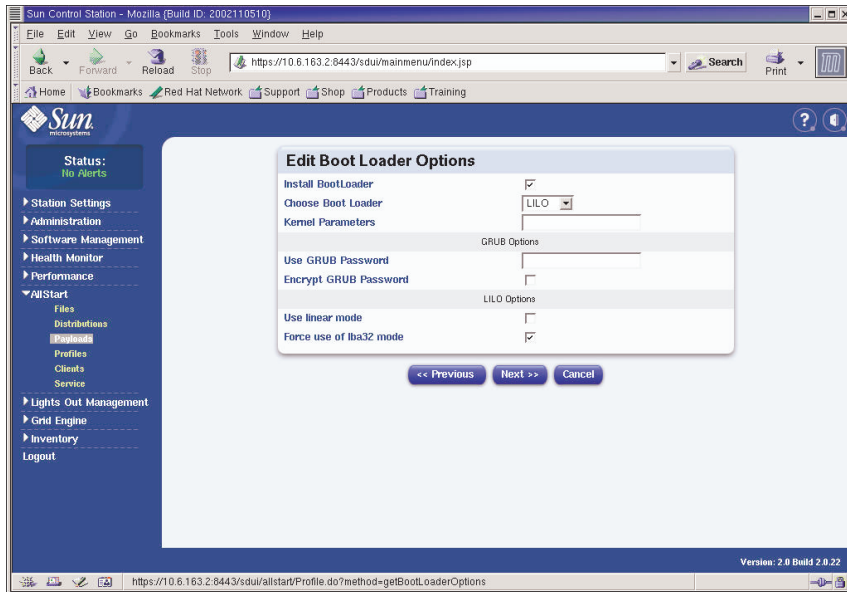 Sun Control Station - Mozilla {Build ID: 2002110510}
File Edit View Go Bookmarks Tools Window Help
Back Forward Reload Stop https://10.6.163.2:8443/sdui/mainmenu/index.jsp Search Print
Home Bookmarks Red Hat Network Support Shop Products Training
Sun
microsystems
?
Status:
No Alerts
Station Settings
Administration
Software Management
Health Monitor
Performance
AllStart
Files
Distributions
Payloads
Profiles
Clients
Service
Lights Out Management
Grid Engine
Inventory
Logout
Edit Boot Loader Options
Install BootLoader
Choose Boot Loader LILO
Kernel Parameters
GRUB Options
Use GRUB Password
Encrypt GRUB Password
LILO Options
Use linear mode
Force use of lba32 mode
<< Previous Next >> Cancel
Version: 2.0 Build 2.0.22
https://10.6.163.2:8443/sdui/allstart/Profile.do?method=getBootLoaderOptions